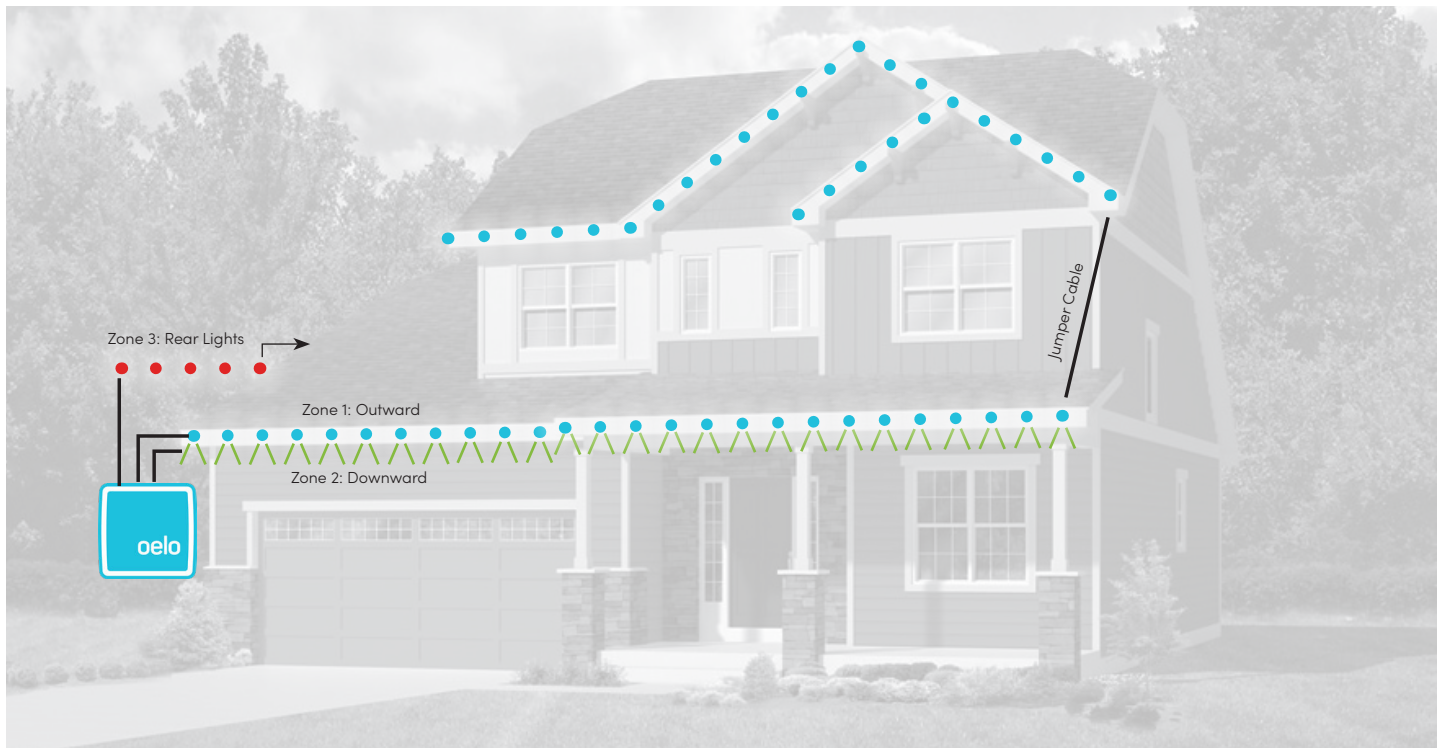 Jumper Cable
Zone 3: Rear Lights
Zone 1: Outward
Zone 2: Downward
oelo